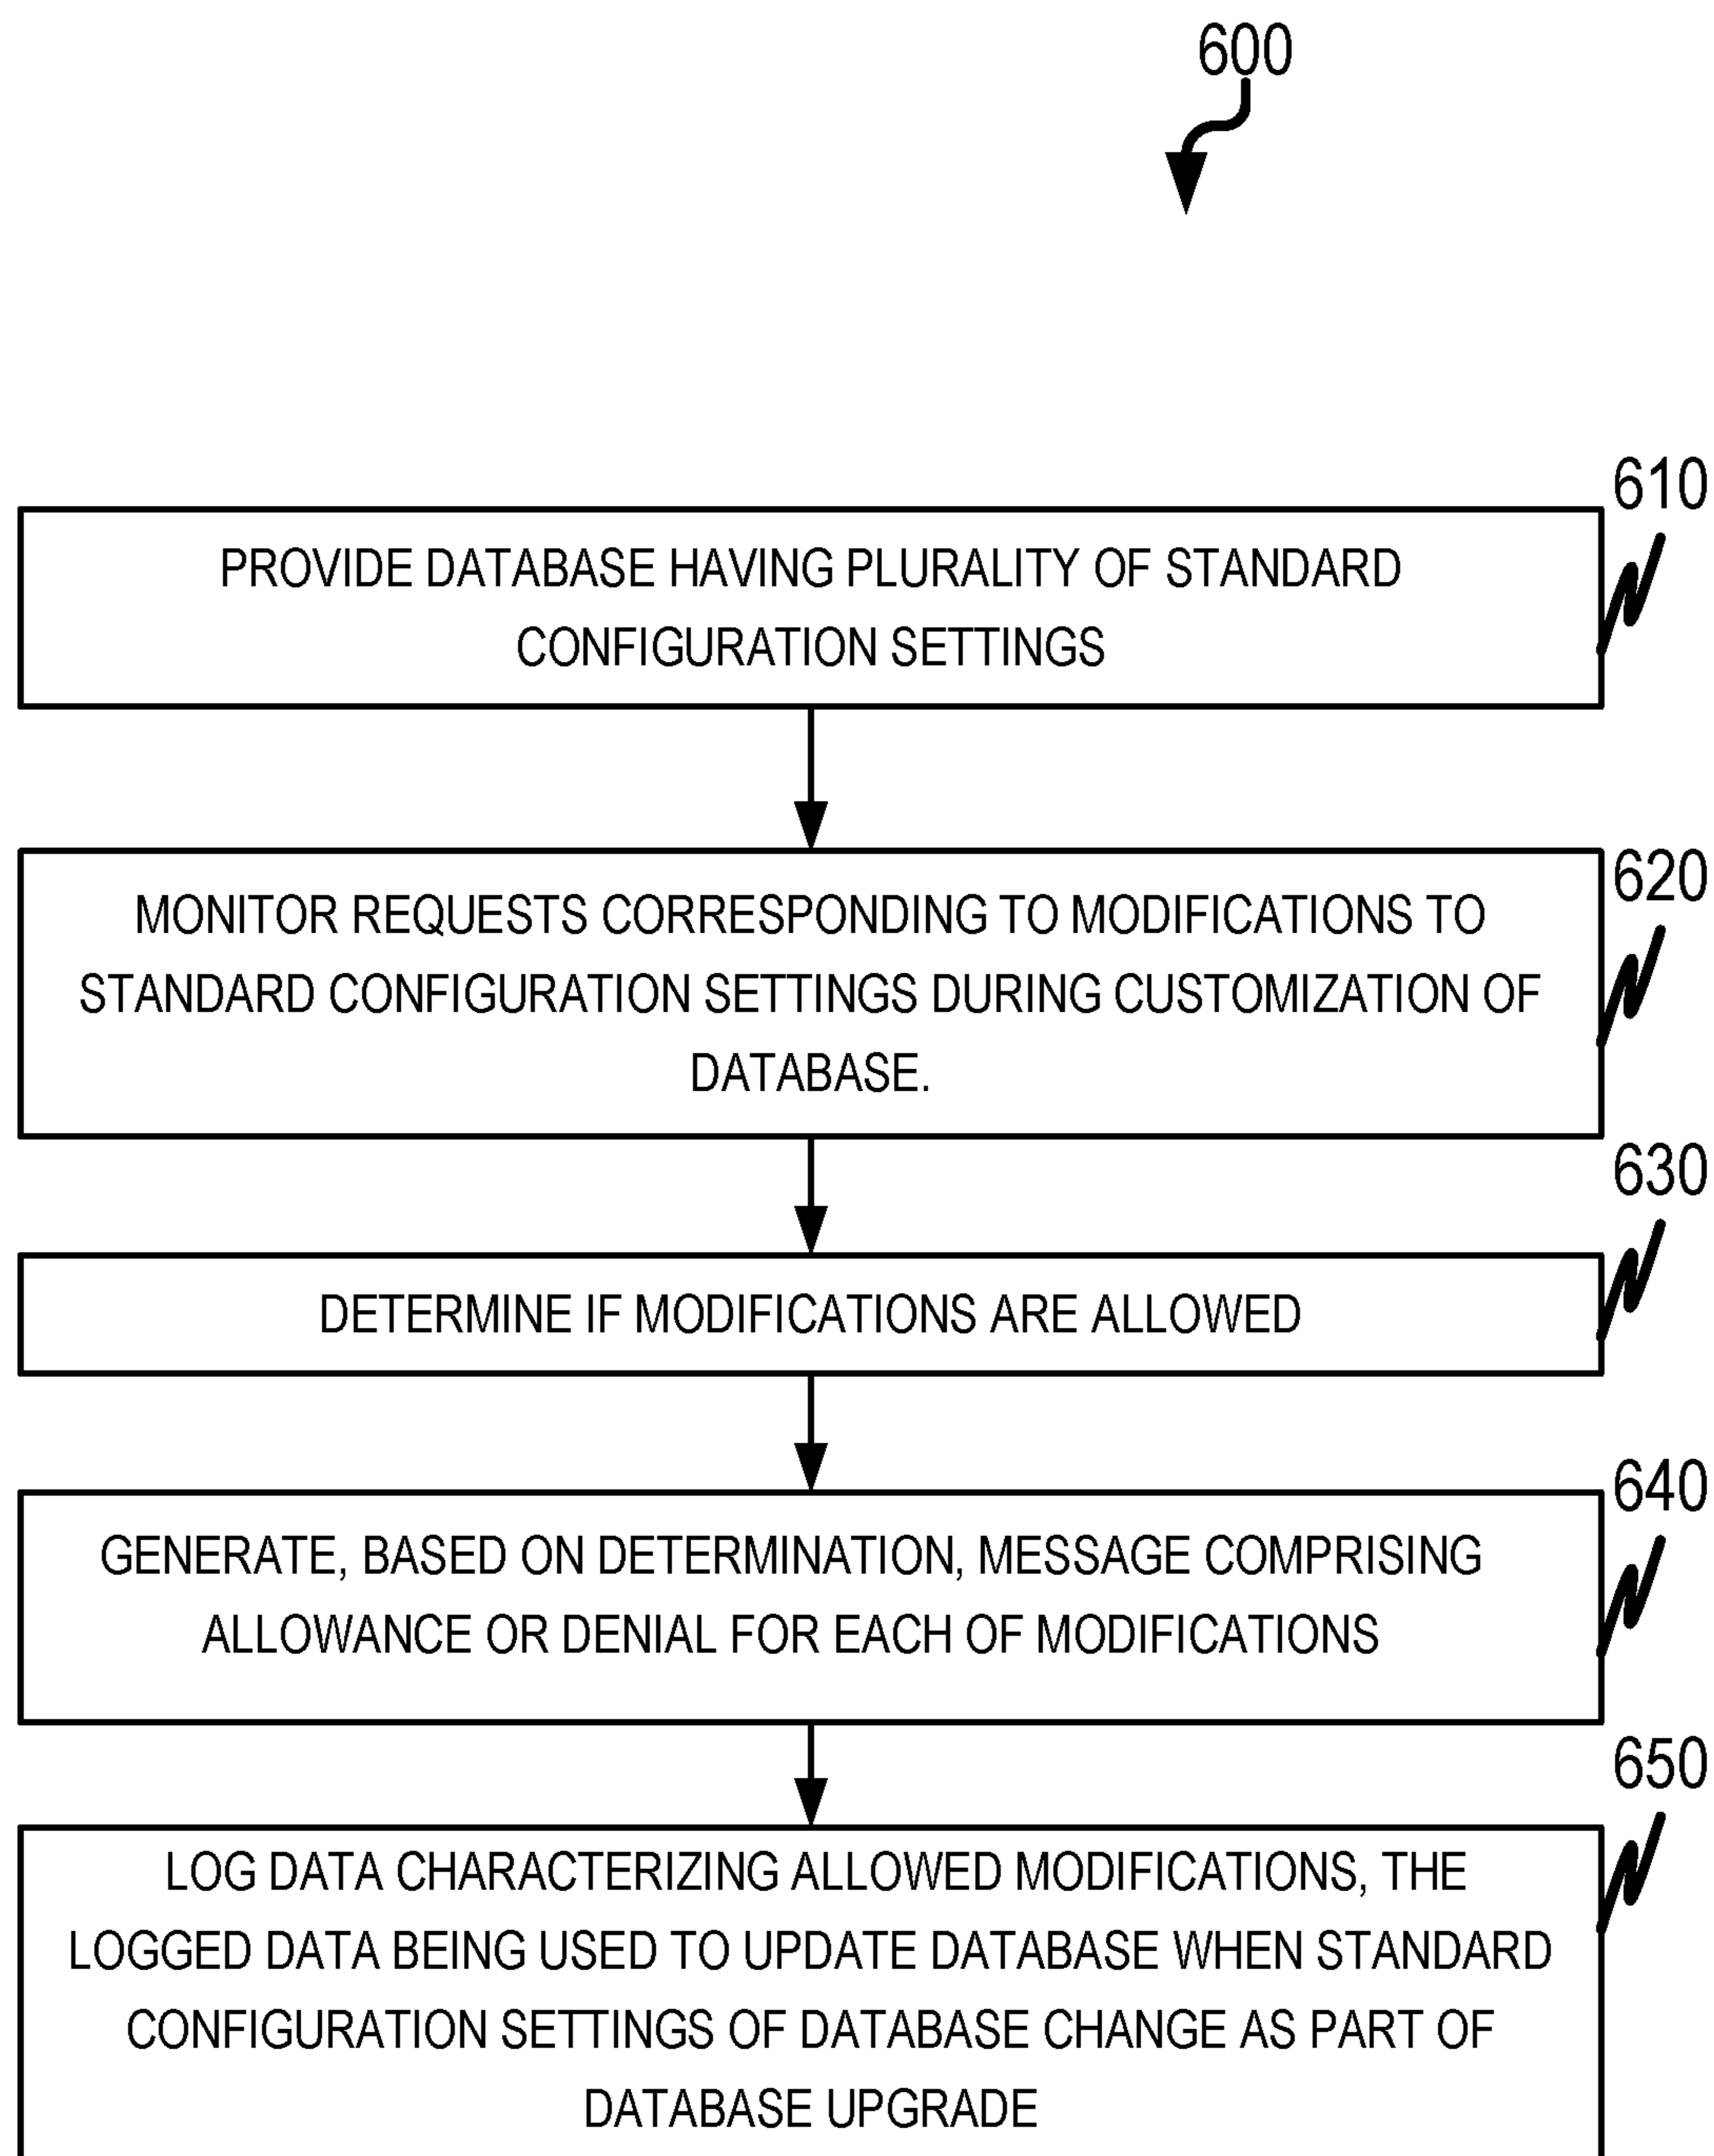 600
610
PROVIDE DATABASE HAVING PLURALITY OF STANDARD
CONFIGURATION SETTINGS
620
MONITOR REQUESTS CORRESPONDING TO MODIFICATIONS TO
STANDARD CONFIGURATION SETTINGS DURING CUSTOMIZATION OF
DATABASE.
630
DETERMINE IF MODIFICATIONS ARE ALLOWED
640
GENERATE, BASED ON DETERMINATION, MESSAGE COMPRISING
ALLOWANCE OR DENIAL FOR EACH OF MODIFICATIONS
650
LOG DATA CHARACTERIZING ALLOWED MODIFICATIONS, THE
LOGGED DATA BEING USED TO UPDATE DATABASE WHEN STANDARD
CONFIGURATION SETTINGS OF DATABASE CHANGE AS PART OF
DATABASE UPGRADE